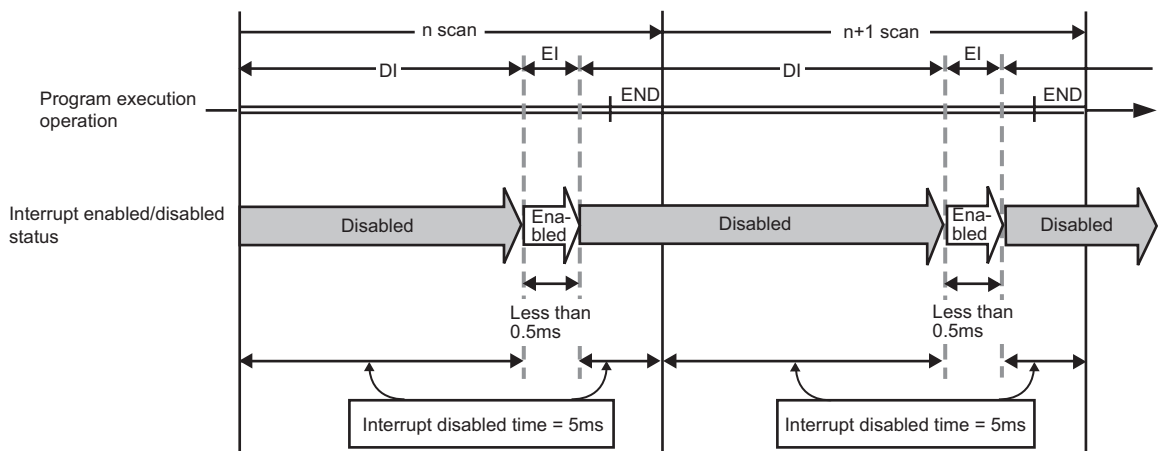 n scan
n+1 scan
DI
EI
DI
EI
Program execution
operation
END
END
Interrupt enabled/disabled
status
Disabled
Ena-
bled
Disabled
Ena-
bled
Disabled
Less than
0.5ms
Less than
0.5ms
Interrupt disabled time = 5ms
Interrupt disabled time = 5ms